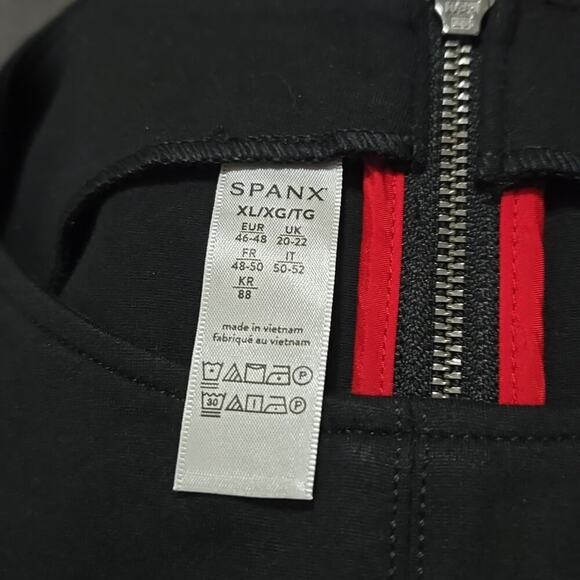 SPANX
XL/XG/TG
EUR UK
46-48 20-22
FR IT
48-50 50-52
KR
88
made in vietnam
fabriqué au vietnam
P
30 P